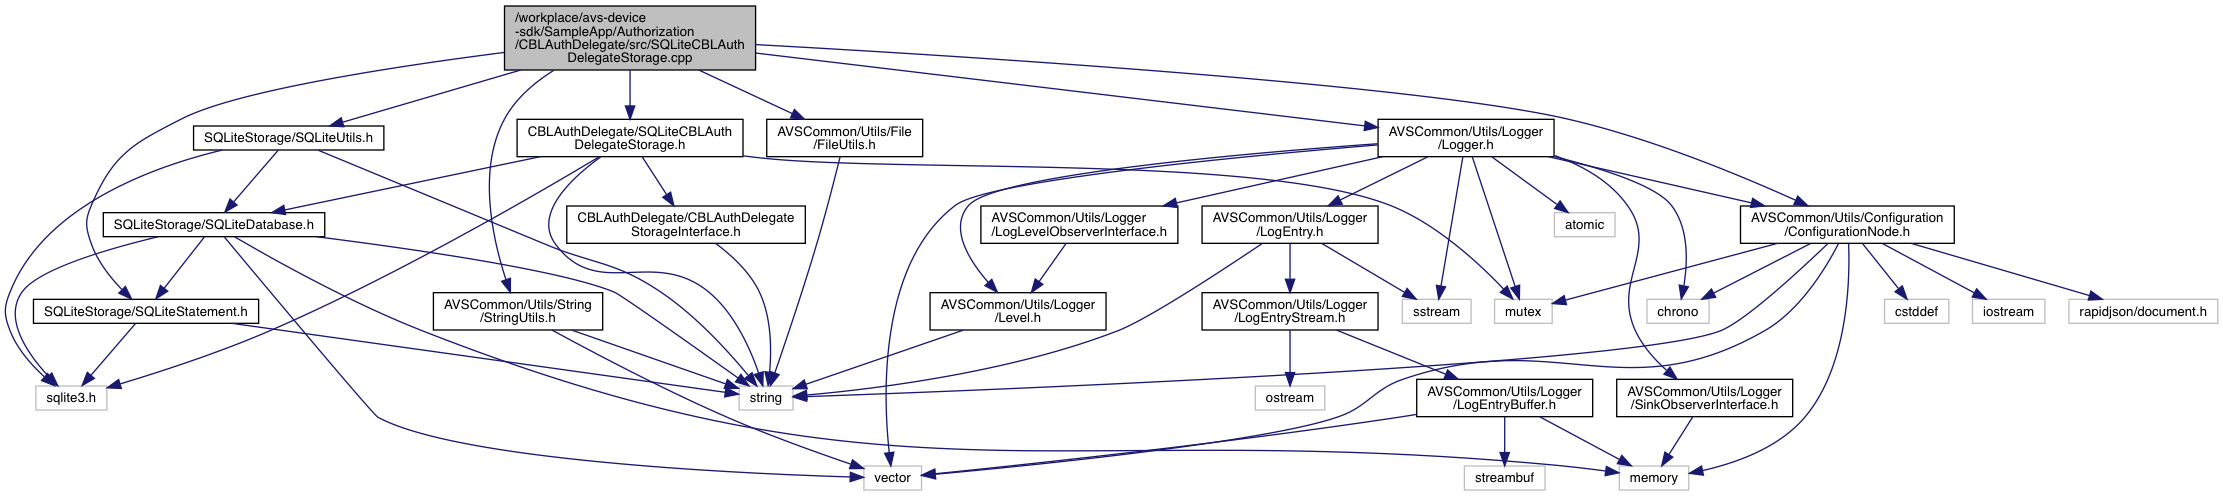 /workplace/avs-device
-sdk/SampleApp/Authorization
/CBLAuthDelegate/src/SQLiteCBLAuth
DelegateStorage.cpp
SQLiteStorage/SQLiteUtils.h
CBLAuthDelegate/SQLiteCBLAuth
DelegateStorage.h
AVSCommon/Utils/File
/FileUtils.h
AVSCommon/Utils/Logger
/Logger.h
SQLiteStorage/SQLiteDatabase.h
CBLAuthDelegate/CBLAuthDelegate
StorageInterface.h
AVSCommon/Utils/Logger
/LogLevelObserverInterface.h
AVSCommon/Utils/Logger
/LogEntry.h
atomic
AVSCommon/Utils/Configuration
/ConfigurationNode.h
SQLiteStorage/SQLiteStatement.h
AVSCommon/Utils/String
/StringUtils.h
AVSCommon/Utils/Logger
/Level.h
AVSCommon/Utils/Logger
/LogEntryStream.h
sstream
mutex
chrono
cstddef
iostream
rapidjson/document.h
sqlite3.h
string
ostream
AVSCommon/Utils/Logger
/LogEntryBuffer.h
AVSCommon/Utils/Logger
/SinkObserverInterface.h
vector
streambuf
memory